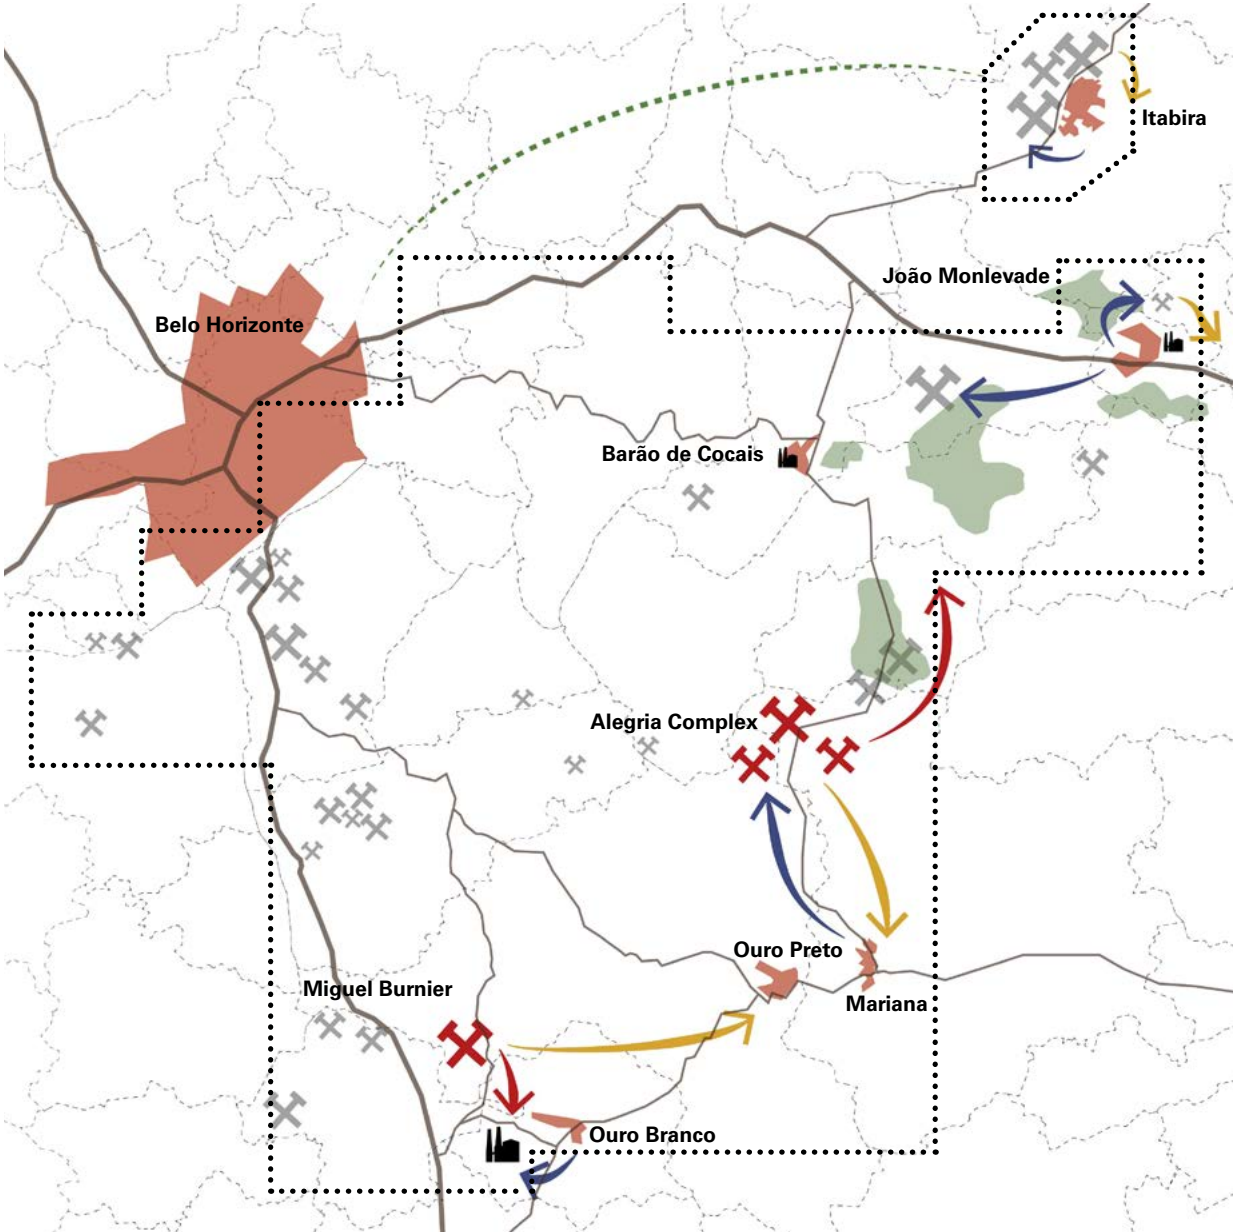 Itabira
João Monlevade
Belo Horizonte
Barão de Cocais
Alegria Complex
Ouro Preto
Miguel Burnier
Mariana
Ouro Branco